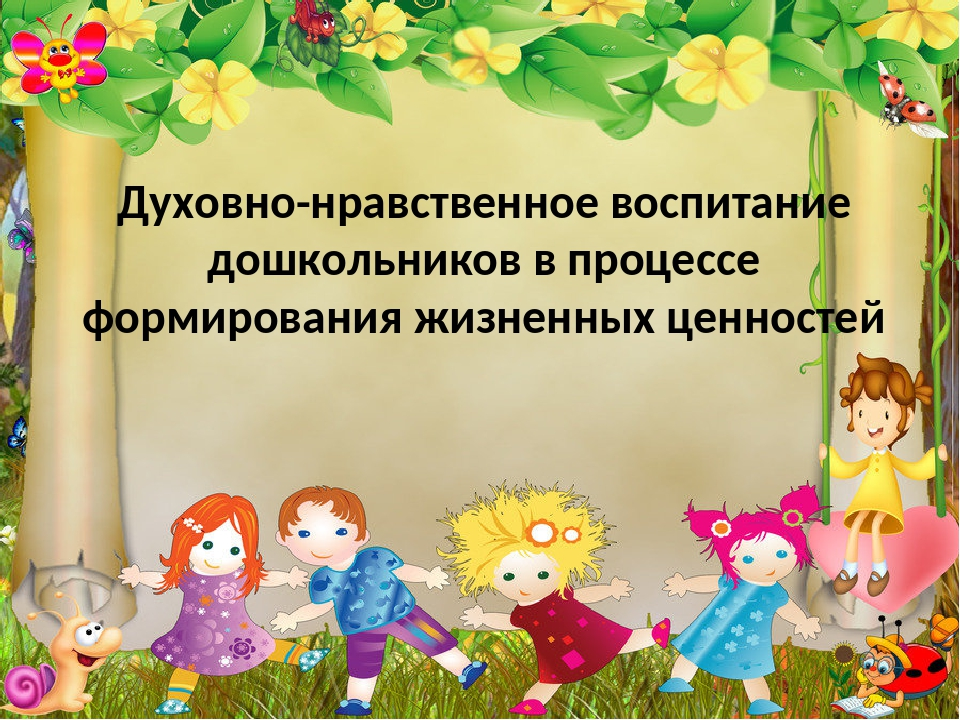 Духовно-нравственное воспитание
дошкольников в процессе
формирования жизненных ценностей